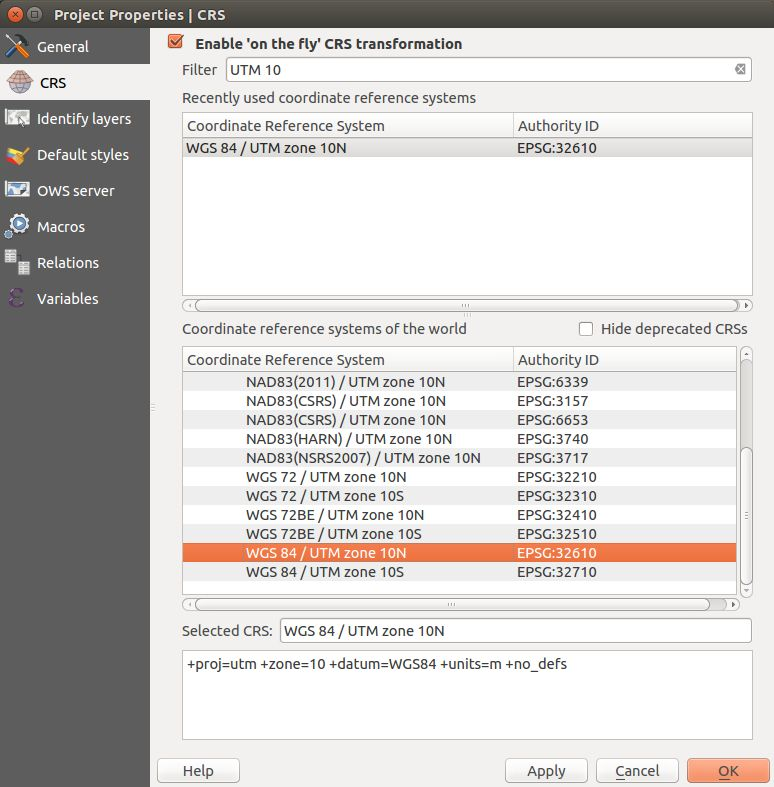 Project Properties | CRS
General
CRS
Identify layers
Default styles
OWS server
Macros
Relations
Variables
Enable 'on the fly' CRS transformation
Filter UTM 10
Recently used coordinate reference systems
Coordinate Reference System Authority ID
WGS 84 / UTM zone 10N EPSG:32610
Coordinate reference systems of the world Hide deprecated CRSs
Coordinate Reference System Authority ID
NAD83(2011) / UTM zone 10N EPSG:6339
NAD83(CSRS) / UTM zone 10N EPSG:3157
NAD83(CSRS) / UTM zone 10N EPSG:6653
NAD83(HARN) / UTM zone 10N EPSG:3740
NAD83(NSRS2007) / UTM zone 10N EPSG:3717
WGS 72 / UTM zone 10N EPSG:32210
WGS 72 / UTM zone 10S EPSG:32310
WGS 72BE / UTM zone 10N EPSG:32410
WGS 72BE / UTM zone 10S EPSG:32510
WGS 84 / UTM zone 10N EPSG:32610
WGS 84 / UTM zone 10S EPSG:32710
Selected CRS: WGS 84 / UTM zone 10N
+proj=utm +zone=10 +datum=WGS84 +units=m +no_defs
Help Apply Cancel OK